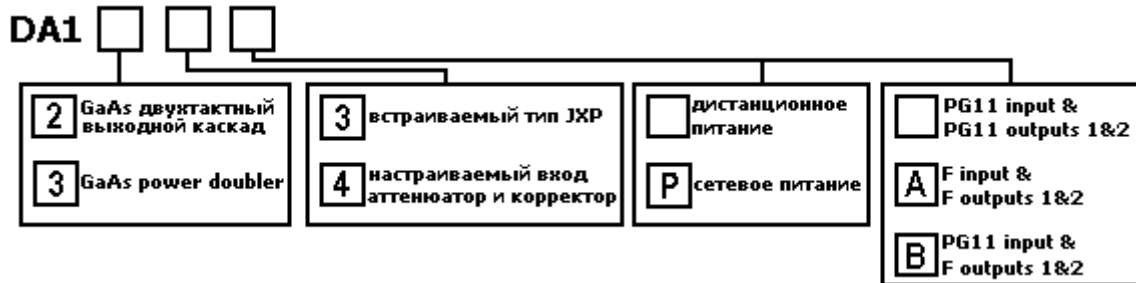 DA1
2 GaAs двухтактный
выходной каскад
3 GaAs power doubler
3 встраиваемый тип JXP
4 настраиваемый вход
аттенюатор и корректор
дистанционное
питание
P сетевое питание
PG11 input &
PG11 outputs 1&2
A F input &
F outputs 1&2
B PG11 input &
F outputs 1&2